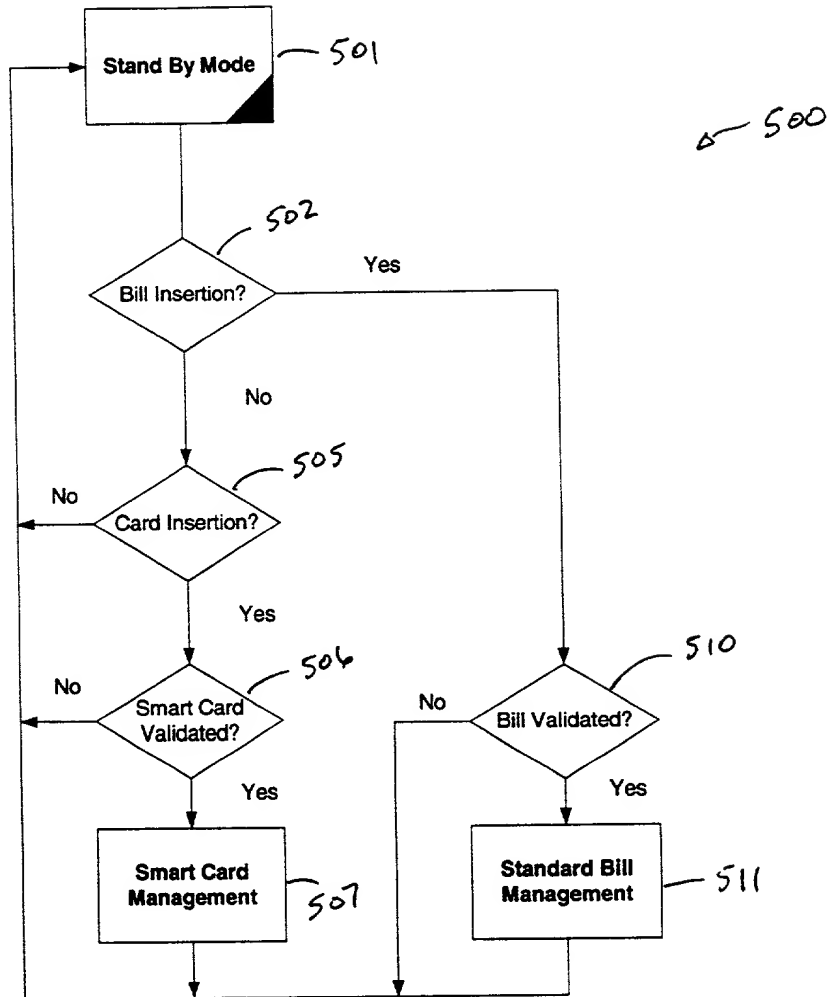 Stand By Mode
501
500
502
Bill Insertion?
Yes
No
505
No
Card Insertion?
Yes
506
510
No
Smart Card
Validated?
No
Bill Validated?
Yes
Yes
Smart Card
Management
507
Standard Bill
Management
511